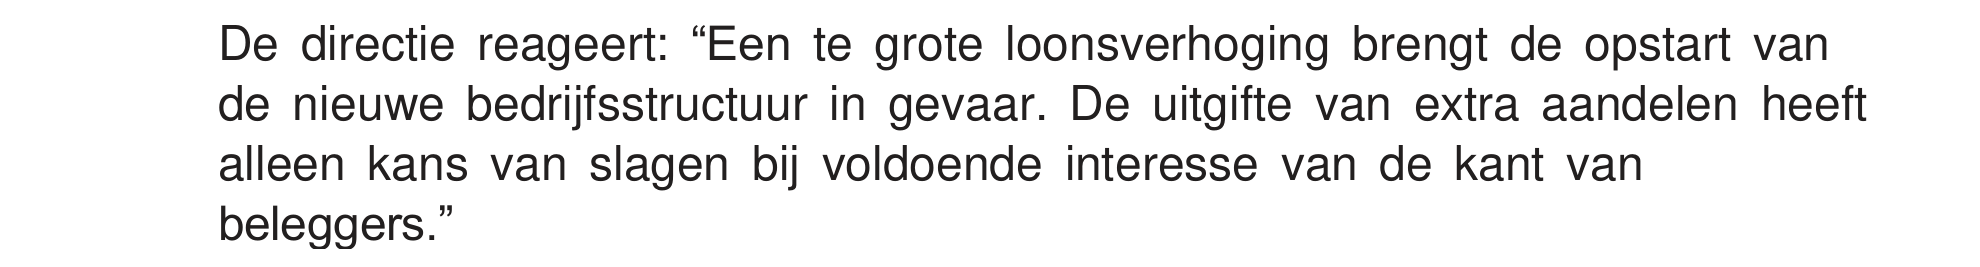 De directie reageert: “Een te grote loonsverhoging brengt de opstart van
de nieuwe bedrijfsstructuur in gevaar. De uitgifte van extra aandelen heeft
alleen kans van slagen bij voldoende interesse van de kant van
beleggers.”